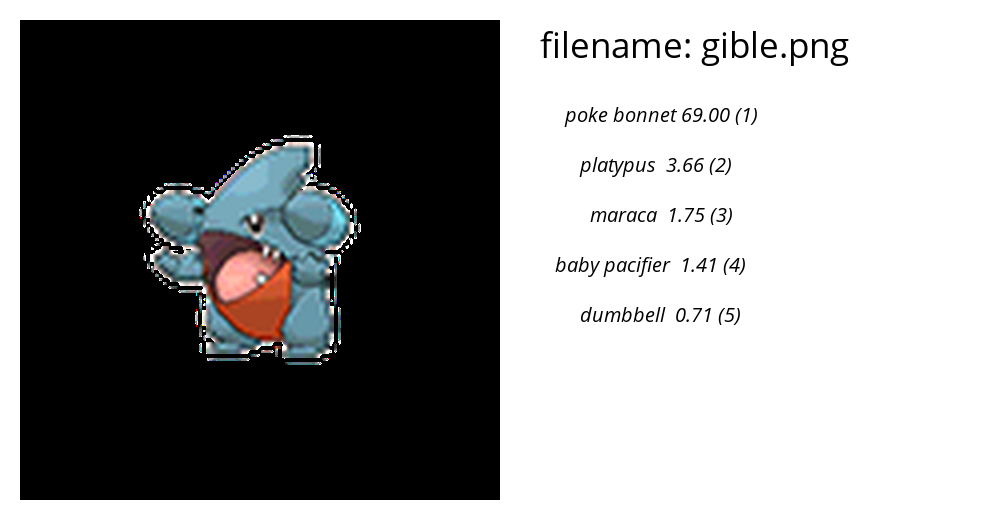 filename: gible.png
poke bonnet 69.00 (1)
platypus 3.66 (2)
maraca 1.75 (3)
baby pacifier 1.41 (4)
dumbbell 0.71 (5)